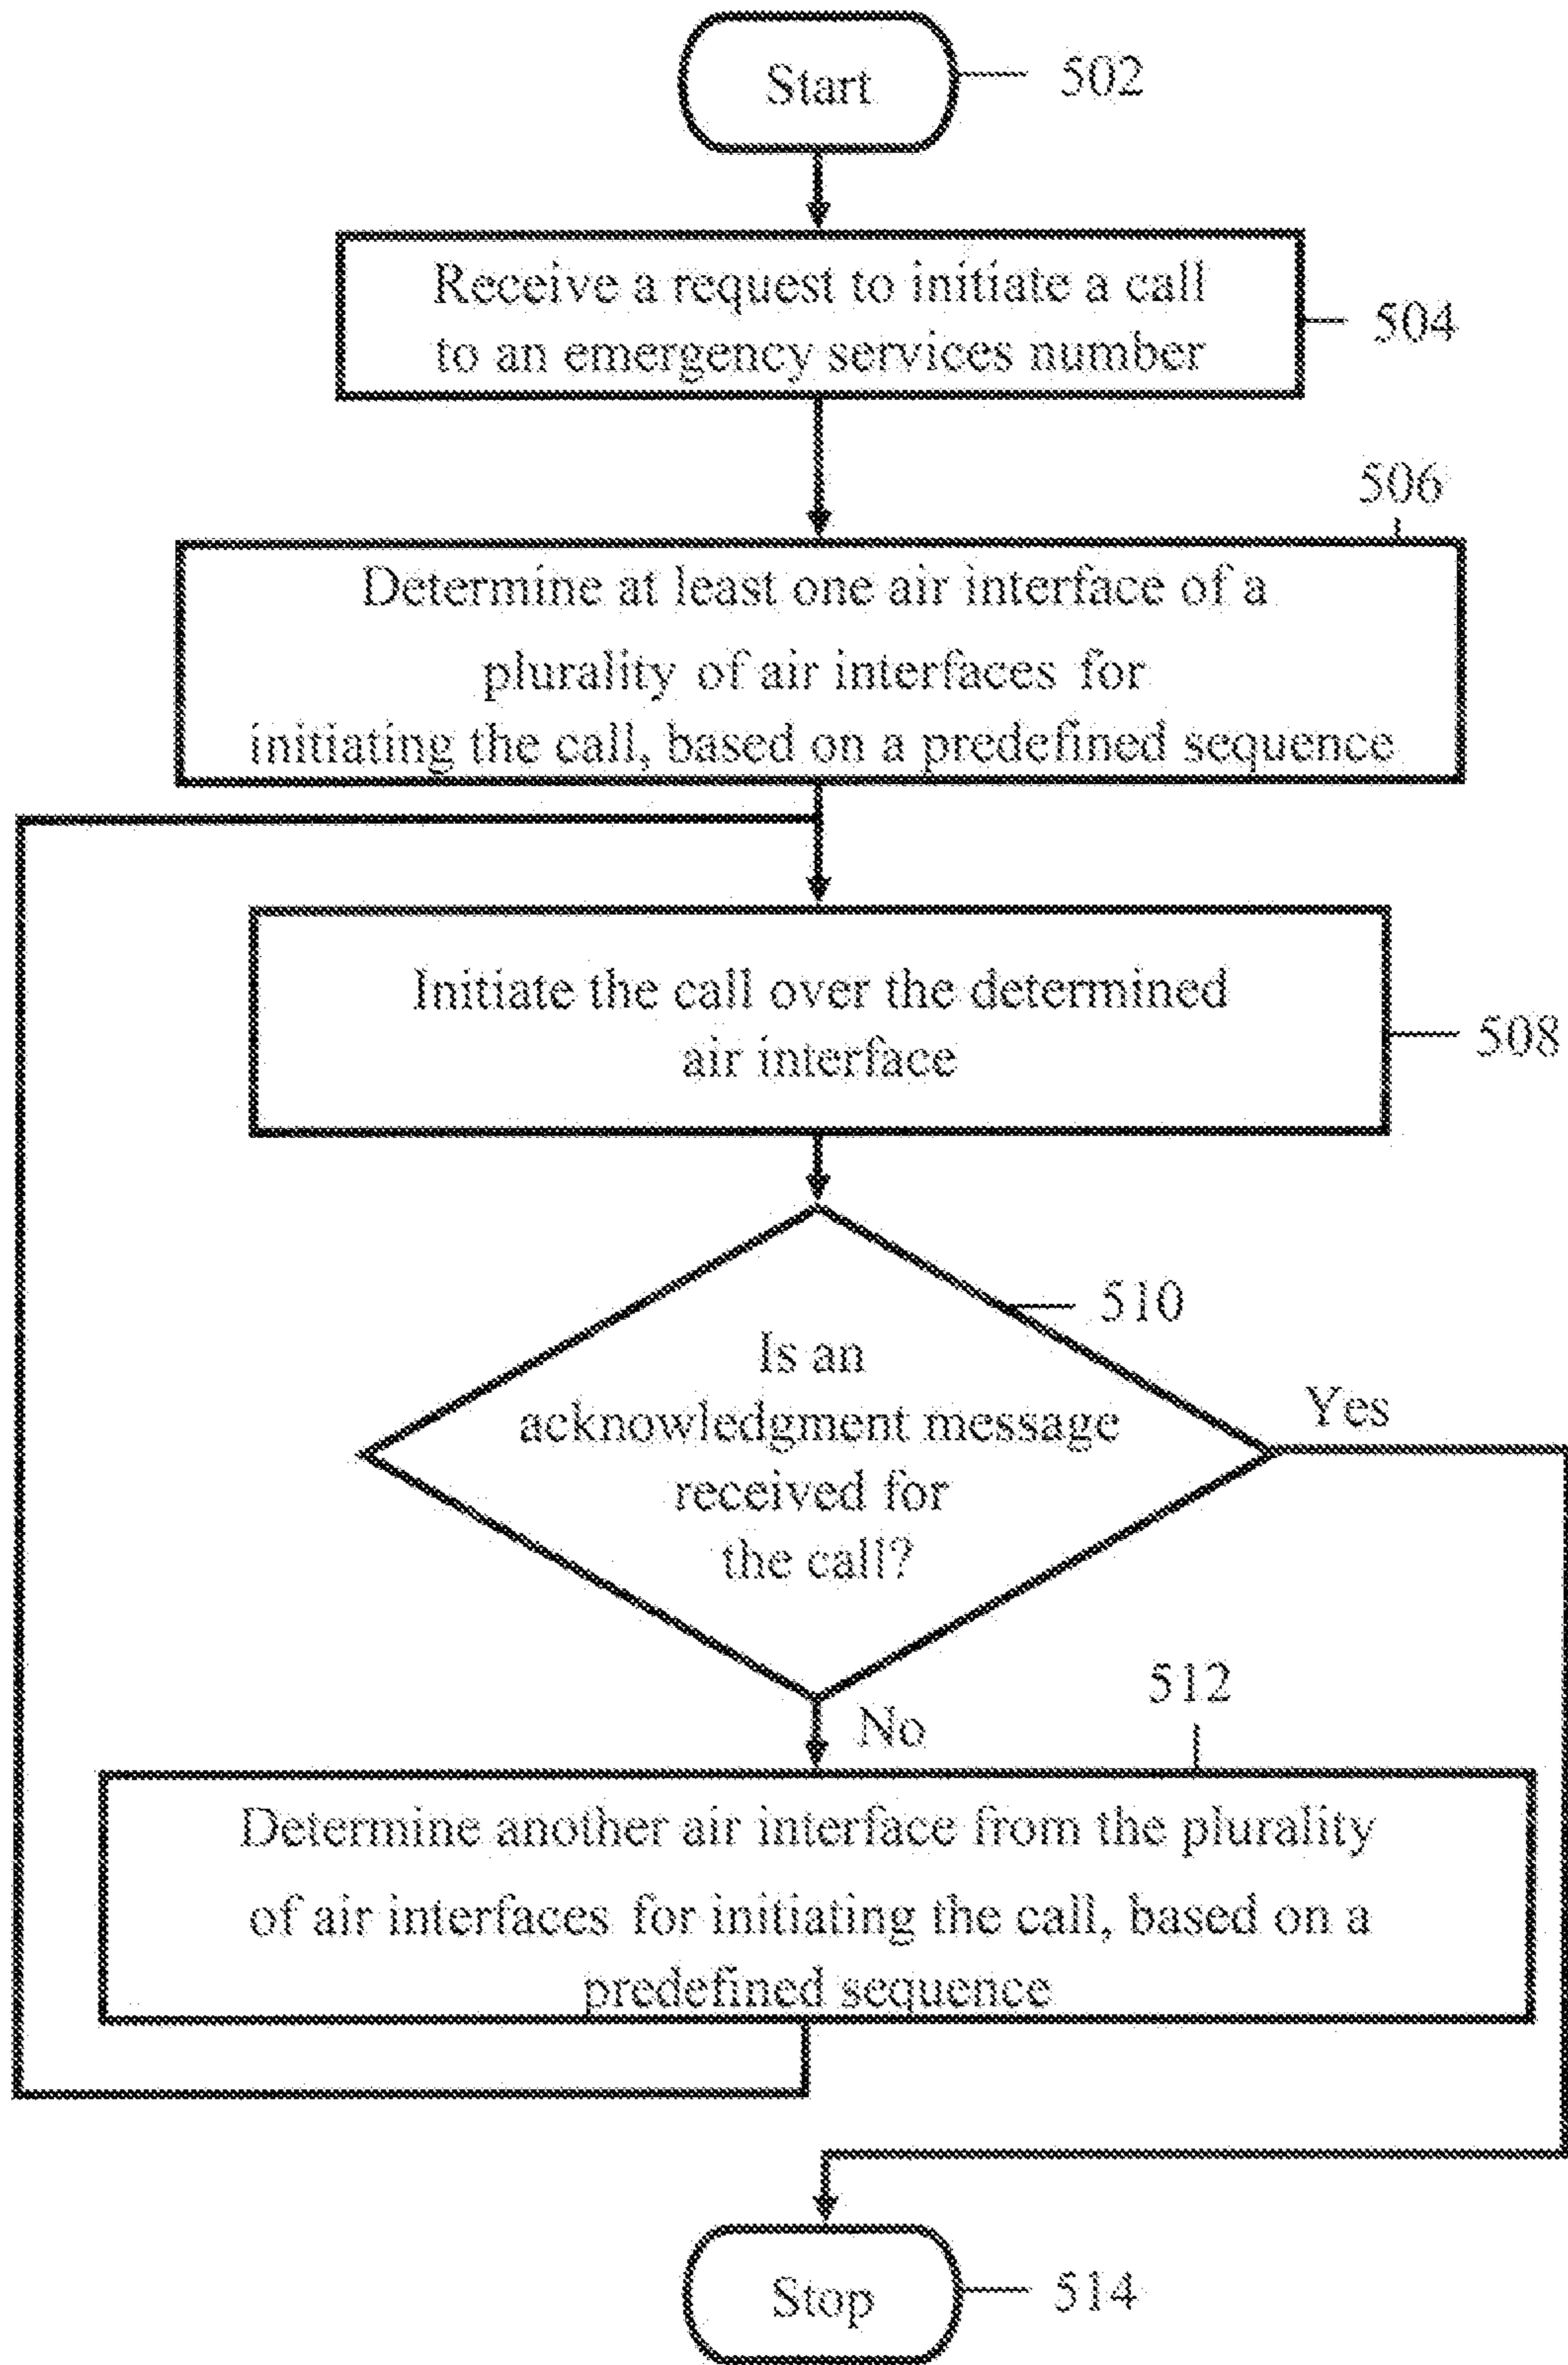 Start
502
Receive a request to initiate a call
to an emergency services number
504
506
Determine at least one air interface of a
plurality of air interfaces for
initiating the call, based on a predefined sequence
Initiate the call over the determined
air interface
508
510
Is an
acknowledgment message
received for
the call?
Yes
No
512
Determine another air interface from the plurality
of air interfaces for initiating the call, based on a
predefined sequence
Stop
514